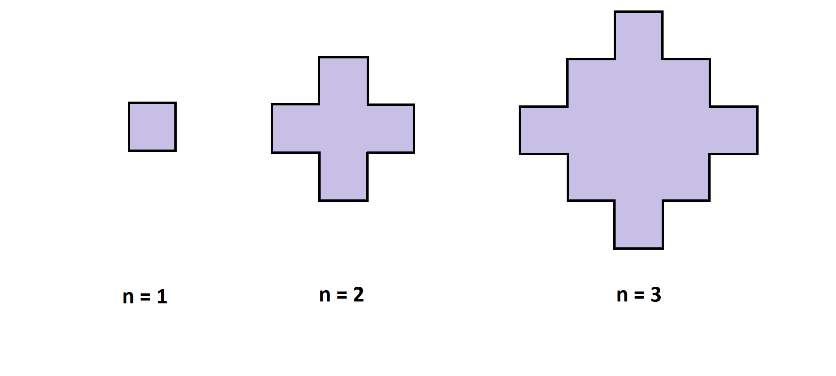 n = 1 n = 2 n = 3